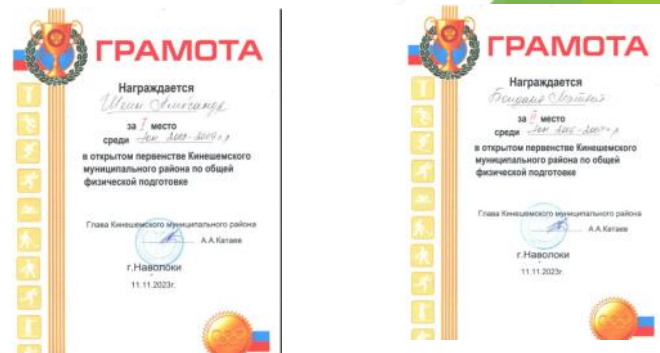 ГРАМОТА
Награждается
за I место
среди
в открытом первенстве Кинешемского
муниципального района по общей
физической подготовке
Глава Кинешемского муниципального района
А.А.Катаев
г.Наволоки
11.11.2023г.
ГРАМОТА
Награждается
за II место
среди
в открытом первенстве Кинешемского
муниципального района по общей
физической подготовке
Глава Кинешемского муниципального района
А.А.Катаев
г.Наволоки
11.11.2023г.